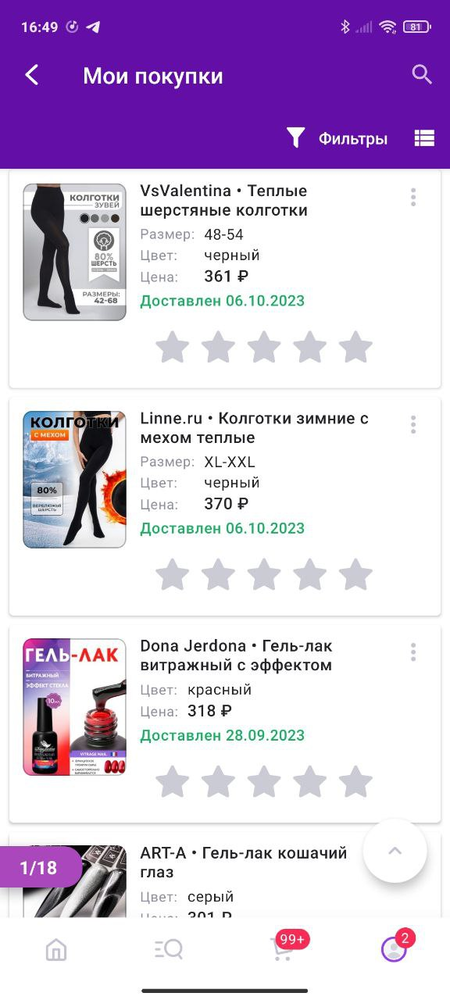 16:49
81
Мои покупки
Фильтры
КОЛГОТКИ
ЗУВЕЙ
80%
ШЕРСТЬ
РАЗМЕРЫ:
42-68
VsValentina • Теплые
шерстяные колготки
Размер: 48-54
Цвет: черный
Цена: 361 ₽
Доставлен 06.10.2023
КОЛГОТКИ
С МЕХОМ
80%
ВЕРБЛЮЖЬЯ
ШЕРСТЬ
Linne.ru • Колготки зимние с
мехом теплые
Размер: XL-XXL
Цвет: черный
Цена: 370 ₽
Доставлен 06.10.2023
ГЕЛЬ-ЛАК
ВИТРАЖНЫЙ
ЭФФЕКТ СТЕКЛА
10мл
VITRAGE NAIL
Dona Jerdona • Гель-лак
витражный с эффектом
Цвет: красный
Цена: 318 ₽
Доставлен 28.09.2023
ART-A • Гель-лак кошачий
глаз
Цвет: серый
Цена: 301 ₽
1/18
99+
2